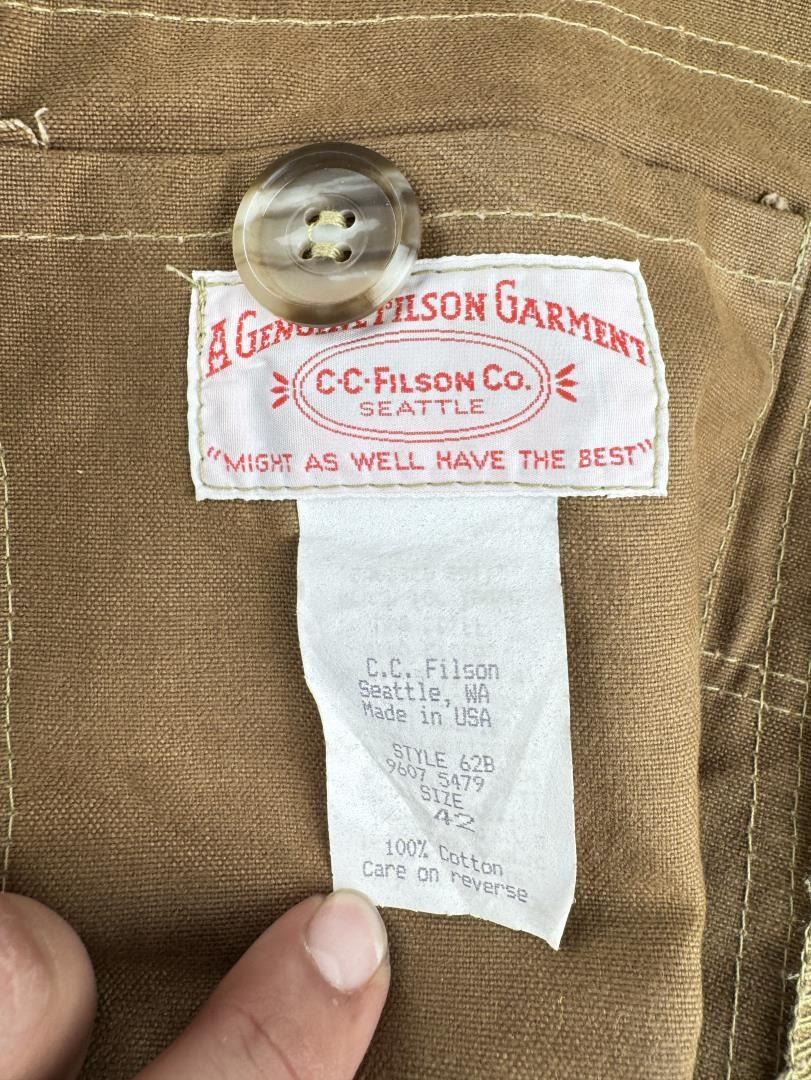 A GENUINE FILSON GARMENT
C·C·FILSON CO.
SEATTLE
"MIGHT AS WELL HAVE THE BEST"
C.C. Filson
Seattle, WA
Made in USA
STYLE 62B
9607 5479
SIZE
42
100% Cotton
Care on reverse